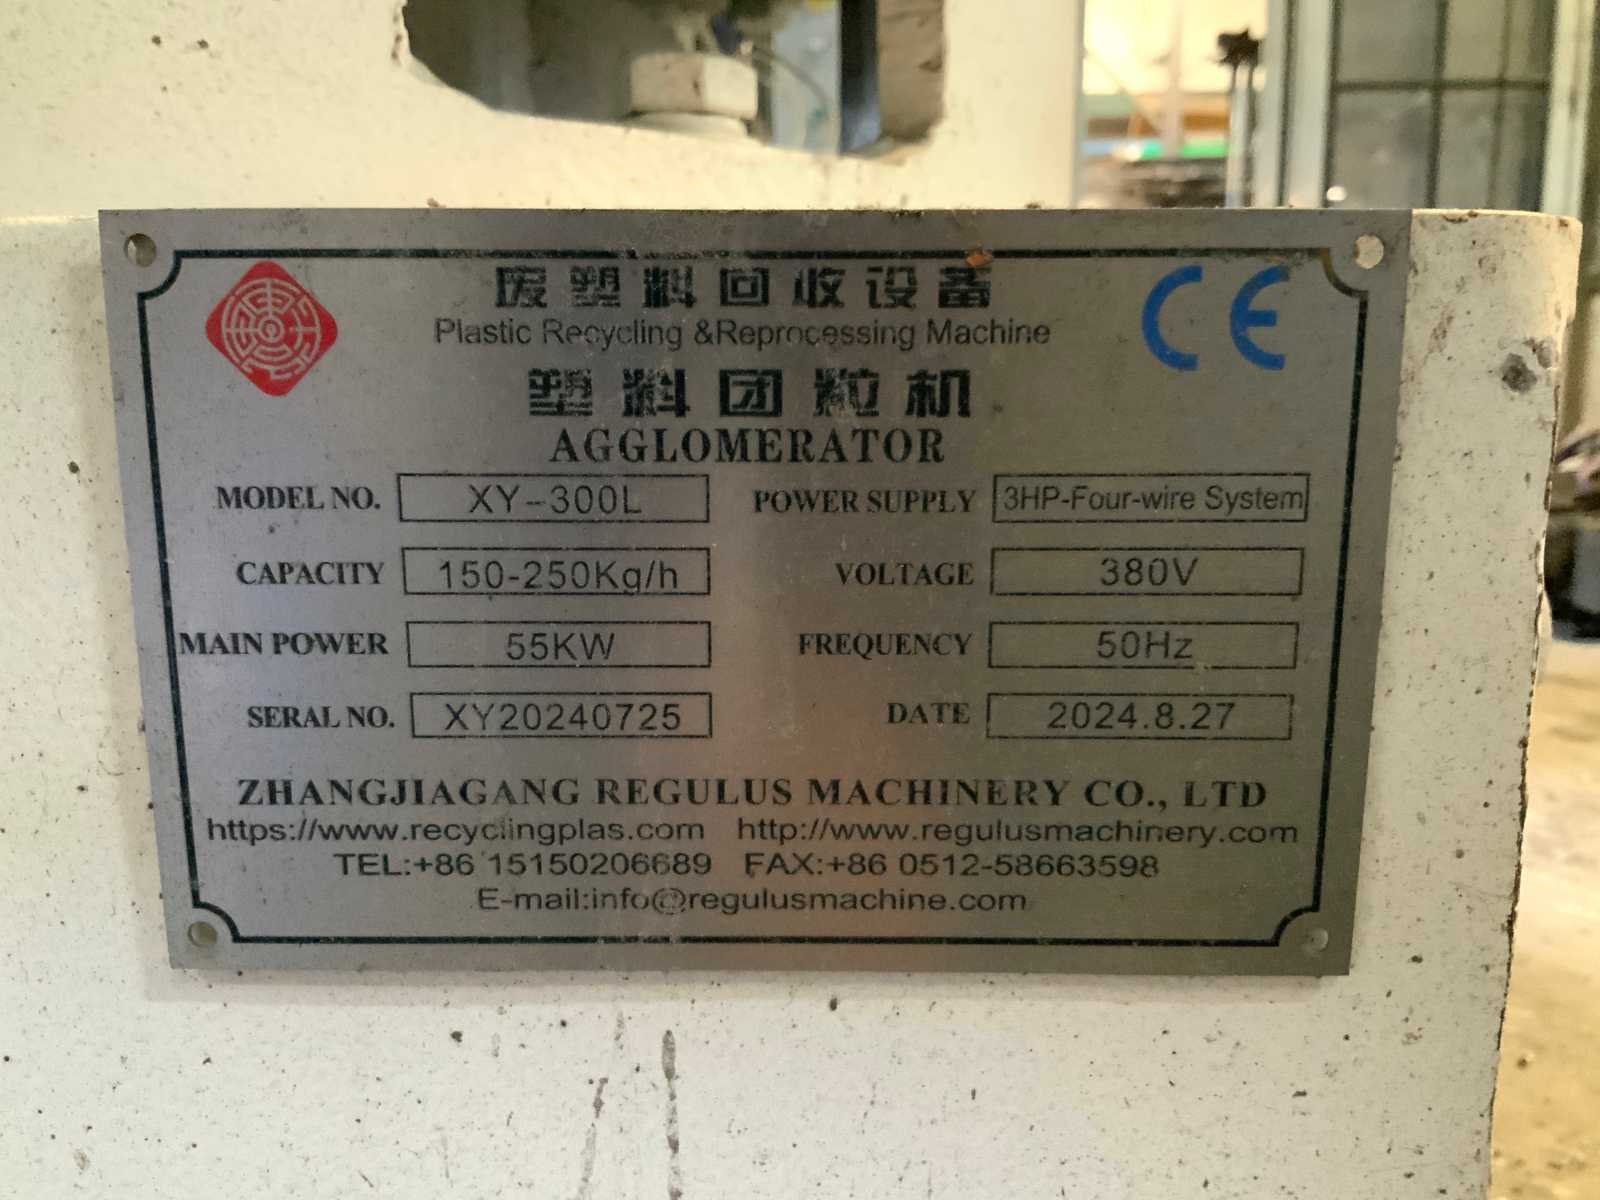 废塑料回收设备
Plastic Recycling &Reprocessing Machine
CE
塑料团粒机
AGGLOMERATOR
MODEL NO. XY-300L POWER SUPPLY 3HP-Four-wire System
CAPACITY 150-250Kg/h VOLTAGE 380V
MAIN POWER 55KW FREQUENCY 50Hz
SERAL NO. XY20240725 DATE 2024.8.27
ZHANGJIAGANG REGULUS MACHINERY CO., LTD
https://www.recyclingplas.com http://www.regulusmachinery.com
TEL:+86 15150206689 FAX:+86 0512-58663598
E-mail:info@regulusmachine.com